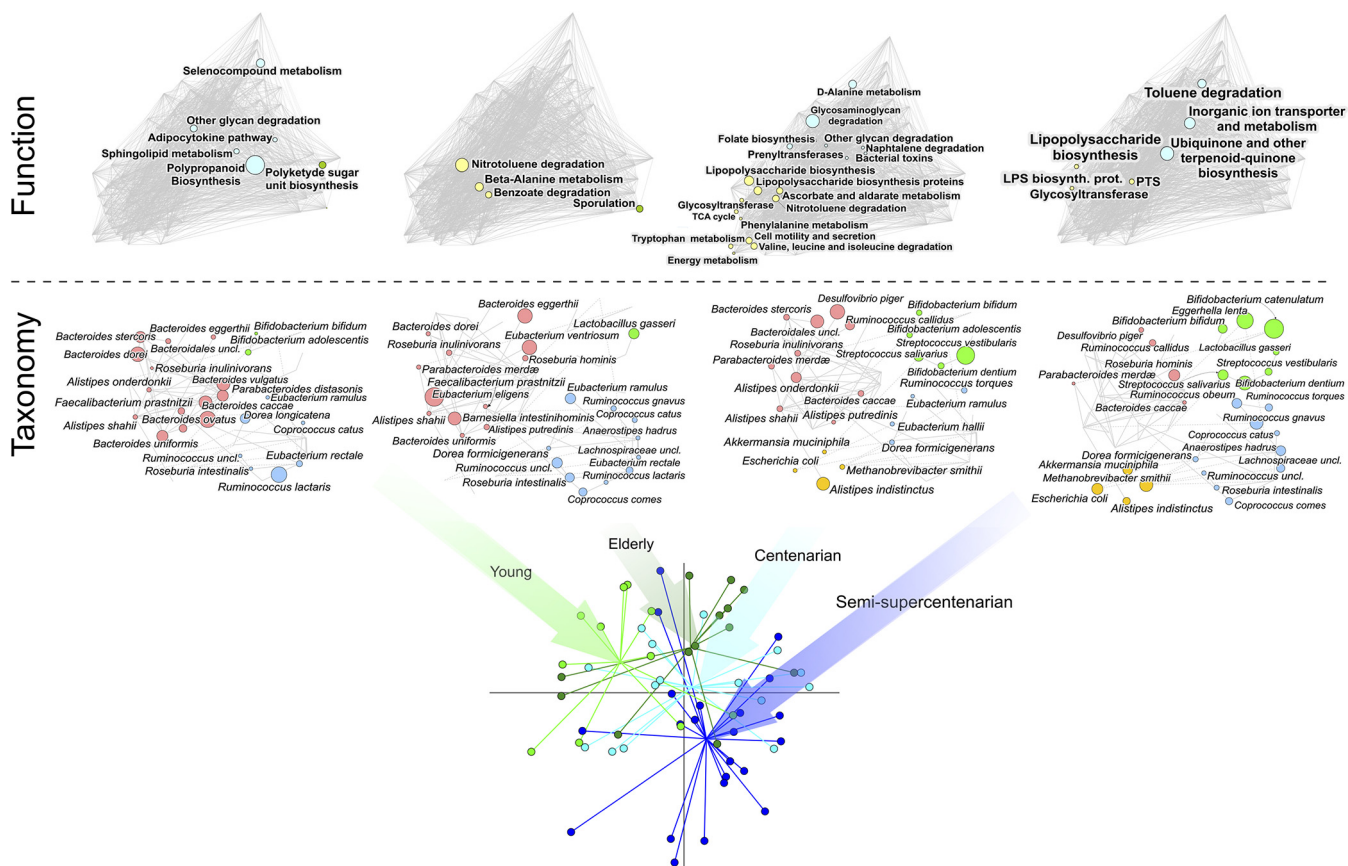 Function
Selenocompound metabolism
Other glycan degradation
Adipocytokine pathway
Sphingolipid metabolism
Polypropanoid
Biosynthesis
Polyketyde sugar
unit biosynthesis
Nitrotoluene degradation
Beta-Alanine metabolism
Benzoate degradation
Sporulation
D-Alanine metabolism
Glycosaminoglycan
degradation
Folate biosynthesis
Other glycan degradation
Naphtalene degradation
Prenyltransferases
Bacterial toxins
Lipopolysaccharide biosynthesis
Lipopolysaccharide biosynthesis proteins
Ascorbate and aldarate metabolism
Glycosyltransferase
Nitrotoluene degradation
TCA cycle
Phenylalanine metabolism
Tryptophan metabolism
Cell motility and secretion
Valine, leucine and isoleucine degradation
Energy metabolism
Toluene degradation
Inorganic ion transporter
and metabolism
Lipopolysaccharide
biosynthesis
Ubiquinone and other
terpenoid-quinone
biosynthesis
LPS biosynth. prot.
PTS
Glycosyltransferase
Taxonomy
Bacteroides stercoris
Bacteroides eggerthii
Bifidobacterium bifidum
Bifidobacterium adolescentis
Bacteroidales uncl.
Bacteroides dorei
Roseburia inulinivorans
Alistipes onderdonkii
Bacteroides vulgatus
Parabacteroides distasonis
Faecalibacterium prastnitzii
Eubacterium ramulus
Bacteroides caccae
Alistipes shahii
Bacteroides ovatus
Dorea longicatena
Coprococcus catus
Bacteroides uniformis
Ruminococcus uncl.
Eubacterium rectale
Roseburia intestinalis
Ruminococcus lactaris
Bacteroides eggerthii
Bacteroides dorei
Lactobacillus gasseri
Eubacterium ventriosum
Roseburia inulinivorans
Roseburia hominis
Parabacteroides merdæ
Faecalibacterium prastnitzii
Eubacterium eligens
Eubacterium ramulus
Ruminococcus gnavus
Alistipes shahii
Barnesiella intestinihominis
Coprococcus catus
Alistipes putredinis
Anaerostipes hadrus
Bacteroides uniformis
Dorea formicigenerans
Lachnospiraceae uncl.
Ruminococcus uncl.
Eubacterium rectale
Roseburia intestinalis
Ruminococcus lactaris
Coprococcus comes
Desulfovibrio piger
Bacteroides stercoris
Bifidobacterium bifidum
Bacteroidales uncl.
Ruminococcus callidus
Roseburia inulinivorans
Bifidobacterium adolescentis
Parabacteroides merdæ
Streptococcus vestibularis
Streptococcus salivarius
Bifidobacterium dentium
Alistipes onderdonkii
Ruminococcus torques
Bacteroides caccae
Eubacterium ramulus
Alistipes shahii
Alistipes putredinis
Eubacterium hallii
Akkermansia muciniphila
Dorea formicigenerans
Escherichia coli
Methanobrevibacter smithii
Alistipes indistinctus
Bifidobacterium catenulatum
Eggerhella lenta
Bifidobacterium bifidum
Desulfovibrio piger
Ruminococcus callidus
Lactobacillus gasseri
Roseburia hominis
Streptococcus vestibularis
Parabacteroides merdæ
Streptococcus salivarius
Bifidobacterium dentium
Ruminococcus obeum
Ruminococcus torques
Bacteroides caccae
Ruminococcus gnavus
Coprococcus catus
Anaerostipes hadrus
Dorea formicigenerans
Akkermansia muciniphila
Lachnospiraceae uncl.
Methanobrevibacter smithii
Ruminococcus uncl.
Escherichia coli
Roseburia intestinalis
Alistipes indistinctus
Coprococcus comes
Young
Elderly
Centenarian
Semi-supercentenarian